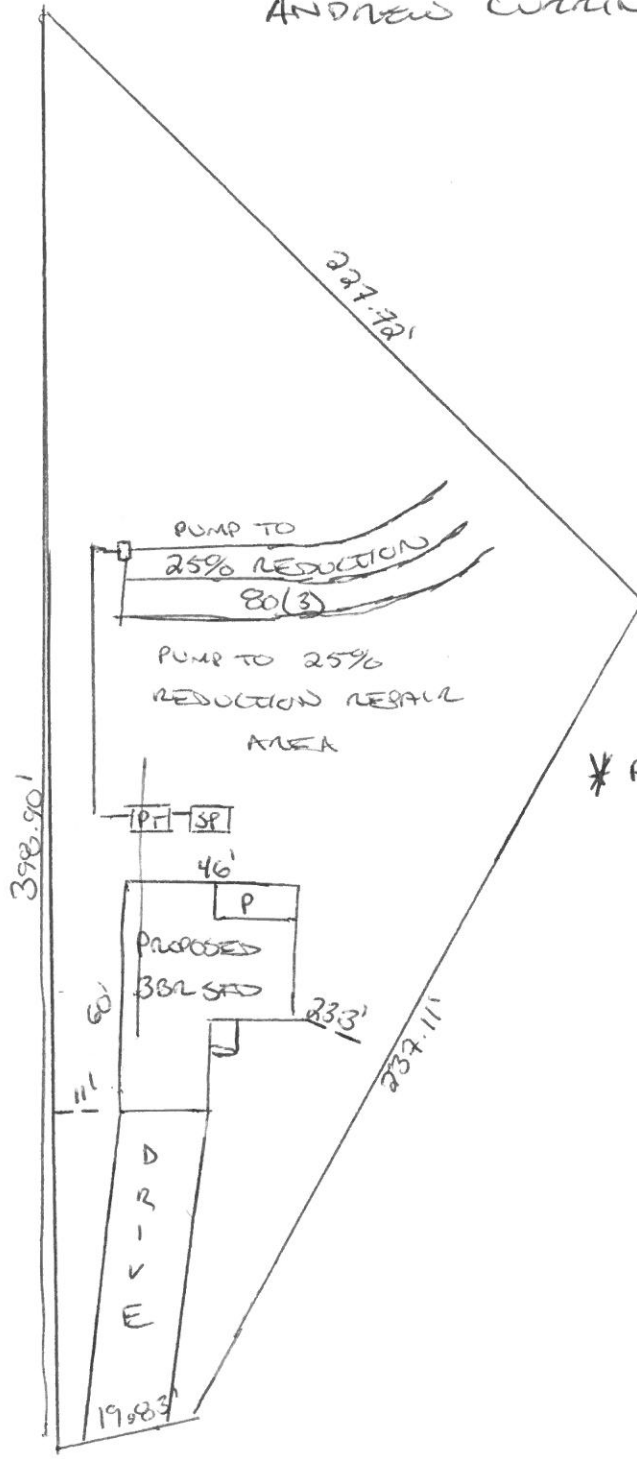 ANDREW
227.72'
PUMP TO
25% REDUCTION
80(3)
PUMP TO 25%
REDUCTION REPAIR
AREA
398.90'
PT SP
46'
P
PROPOSED
3BR SFD
60'
23.3'
237.11'
11'
DRIVE
19.83'